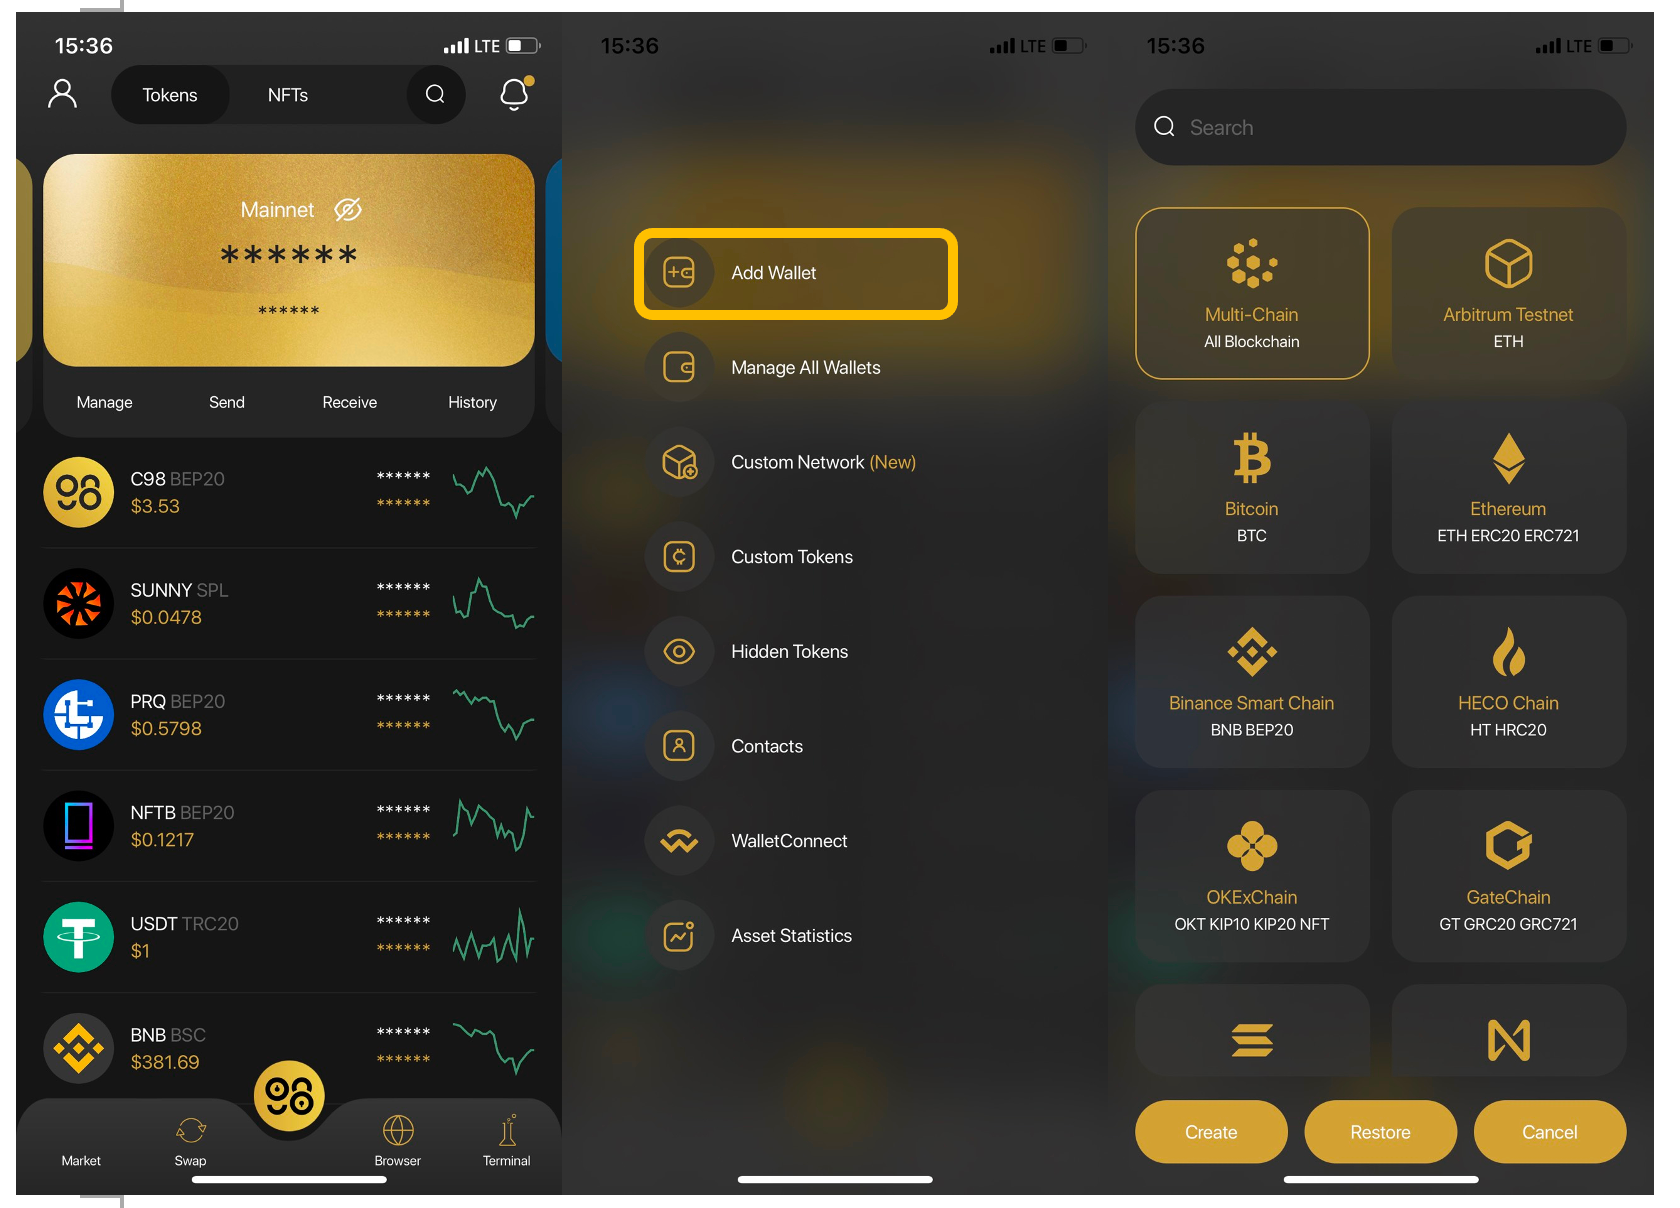 15:36
LTE
Tokens
NFTs
Mainnet
******
******
Manage
Send
Receive
History
C98 BEP20
******
$3.53
******
SUNNY SPL
******
$0.0478
******
PRQ BEP20
******
$0.5798
******
NFTB BEP20
******
$0.1217
******
USDT TRC20
******
$1
******
BNB BSC
******
$381.69
******
Market
Swap
Browser
Terminal
15:36
LTE
Add Wallet
Manage All Wallets
Custom Network (New)
Custom Tokens
Hidden Tokens
Contacts
WalletConnect
Asset Statistics
15:36
LTE
Search
Multi-Chain
All Blockchain
Arbitrum Testnet
ETH
Bitcoin
BTC
Ethereum
ETH ERC20 ERC721
Binance Smart Chain
BNB BEP20
HECO Chain
HT HRC20
OKExChain
OKT KIP10 KIP20 NFT
GateChain
GT GRC20 GRC721
Create
Restore
Cancel